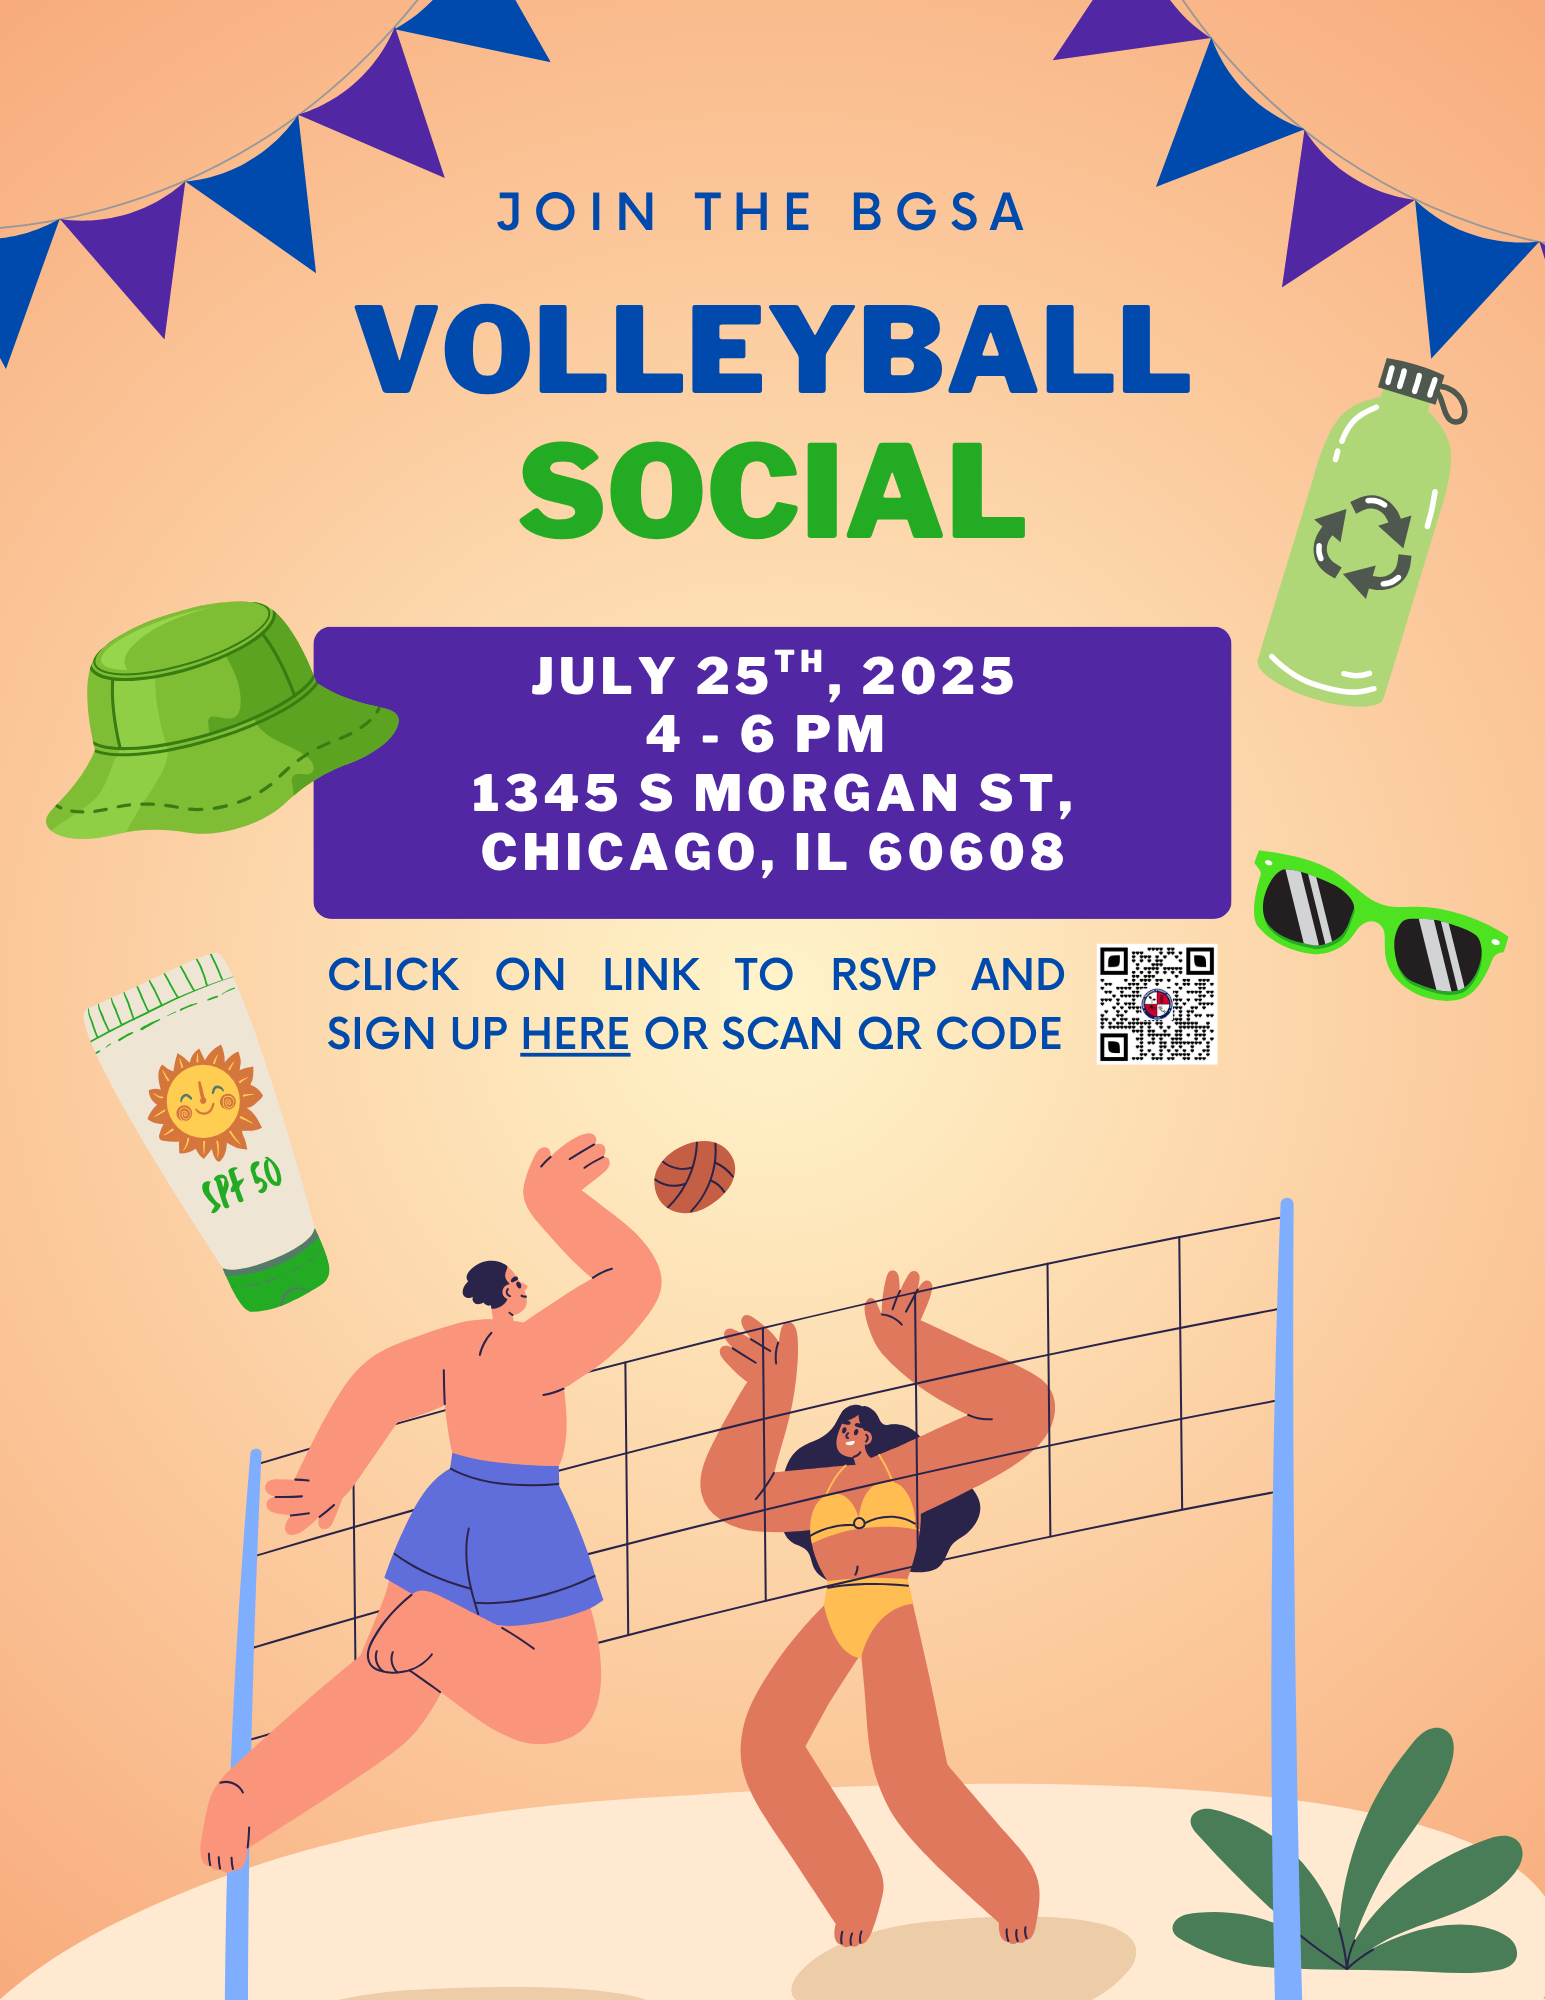 JOIN THE BGSA
VOLLEYBALL
SOCIAL
JULY 25TH, 2025
4 - 6 PM
1345 S MORGAN ST,
CHICAGO, IL 60608
CLICK ON LINK TO RSVP AND
SIGN UP HERE OR SCAN QR CODE
SPF 50